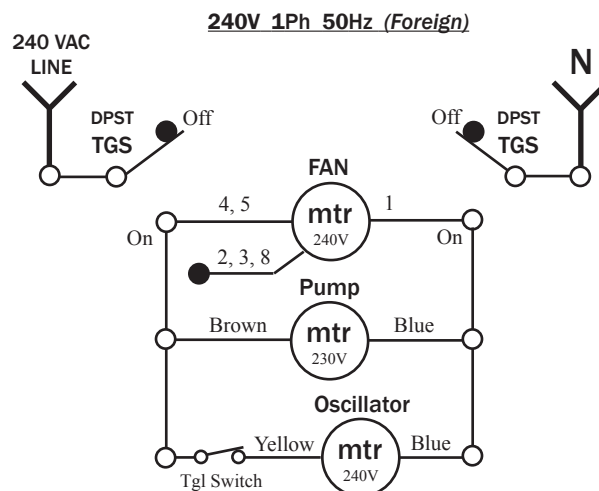 240V 1Ph 50Hz (Foreign)
240 VAC
LINE
N
DPST
TGS
Off
Off
DPST
TGS
FAN
4, 5
mtr
240V
1
On
On
2, 3, 8
Pump
Brown
mtr
230V
Blue
Oscillator
Yellow
mtr
240V
Blue
Tgl Switch